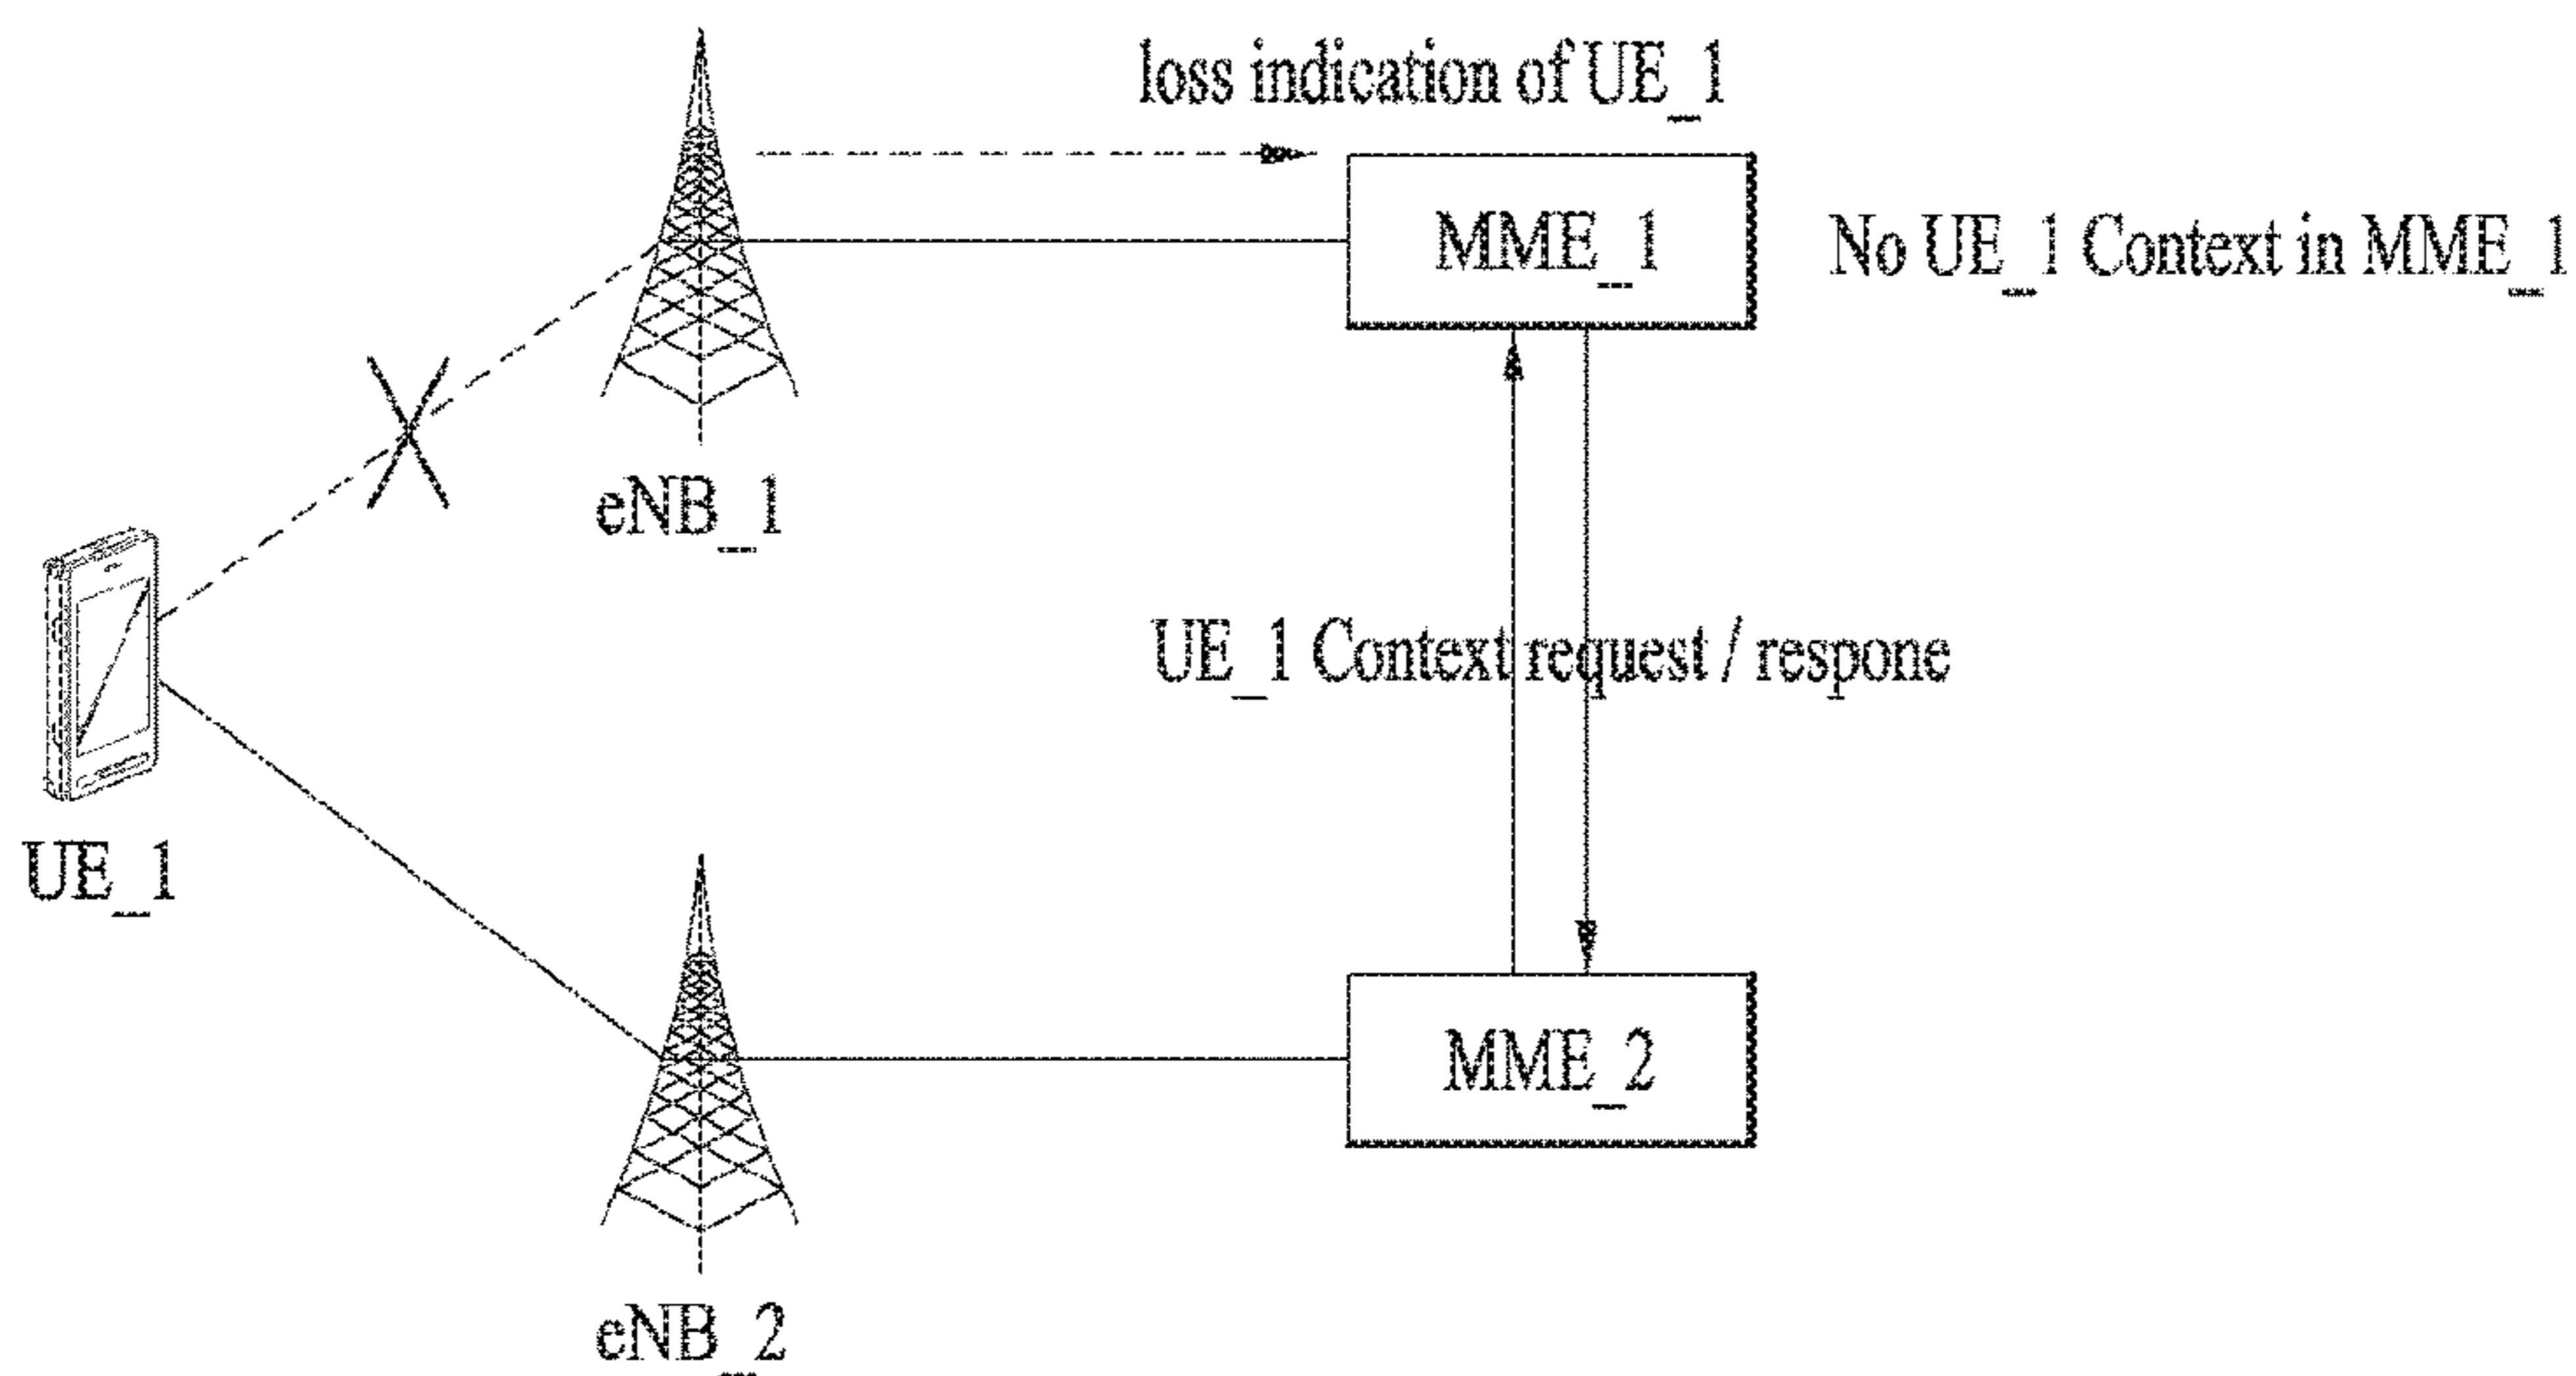 loss indication of UE_1
MME_1
No UE_1 Context in MME_1
eNB_1
UE_1 Context request / respone
UE_1
MME_2
eNB_2